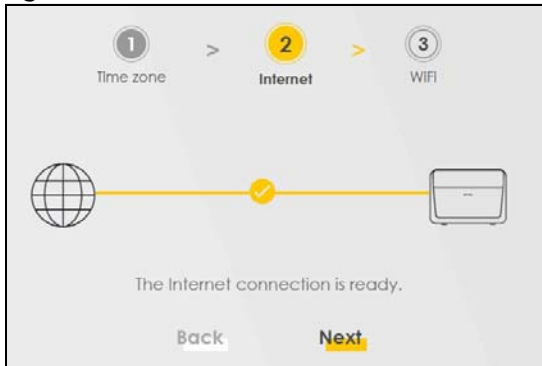 1 > 2 > 3
Time zone Internet WiFi
The Internet connection is ready.
Back Next